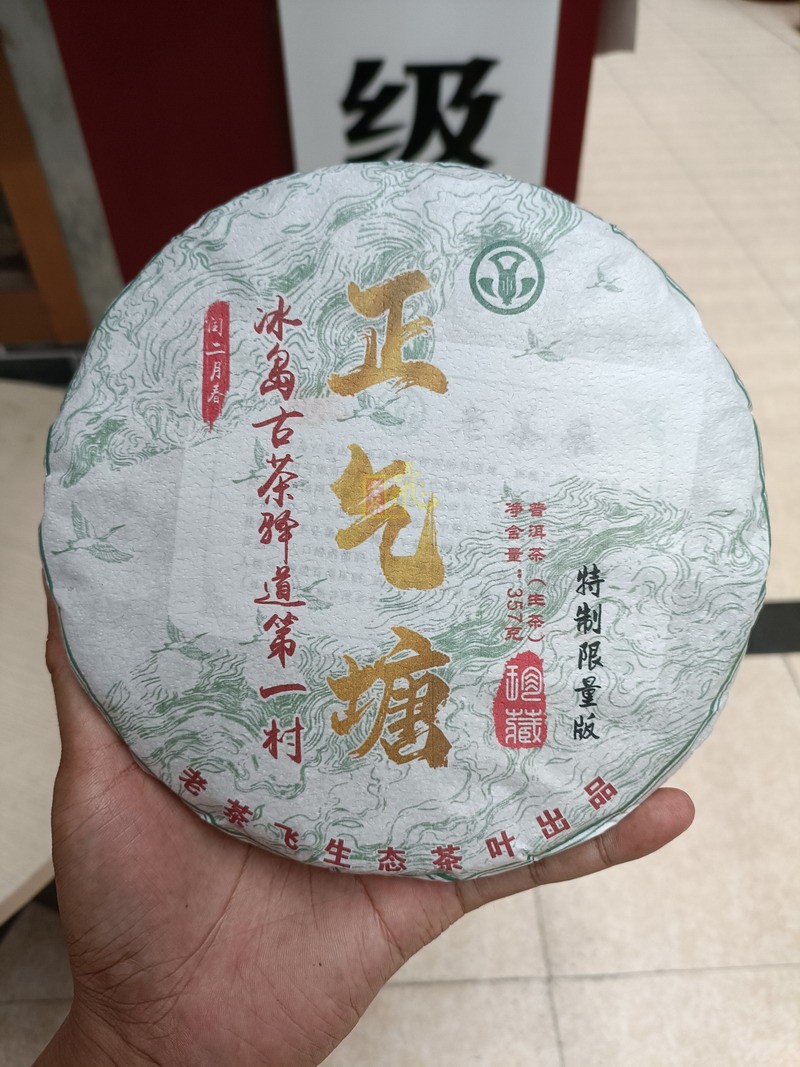 级
正气塘
冰岛古茶驿道第一村
闰二月春
普洱茶（生茶）
净含量：357克
特制限量版
珍藏
老茶飞生态茶古书品